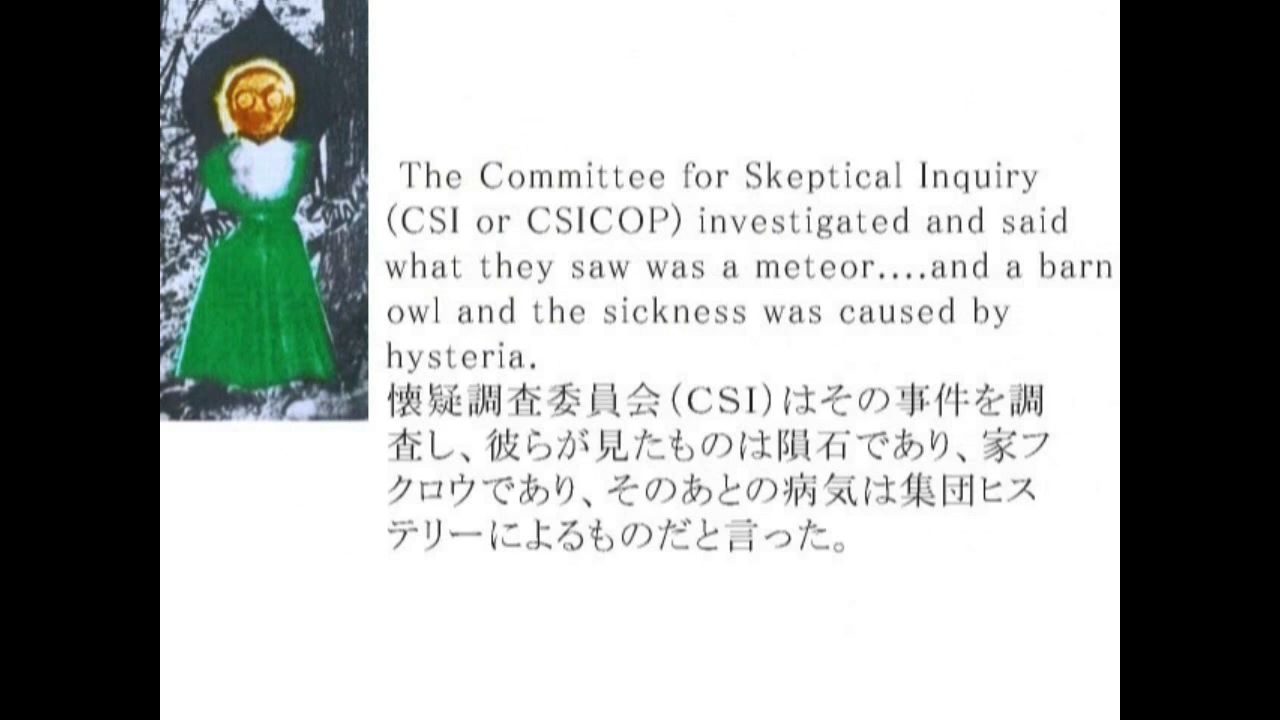 The Committee for Skeptical Inquiry
(CSI or CSICOP) investigated and said
what they saw was a meteor....and a barn
owl and the sickness was caused by
hysteria.
懐疑調査委員会(CSI)はその事件を調
査し、彼らが見たものは隕石であり、家フ
クロウであり、そのあとの病気は集団ヒス
テリーによるものだと言った。